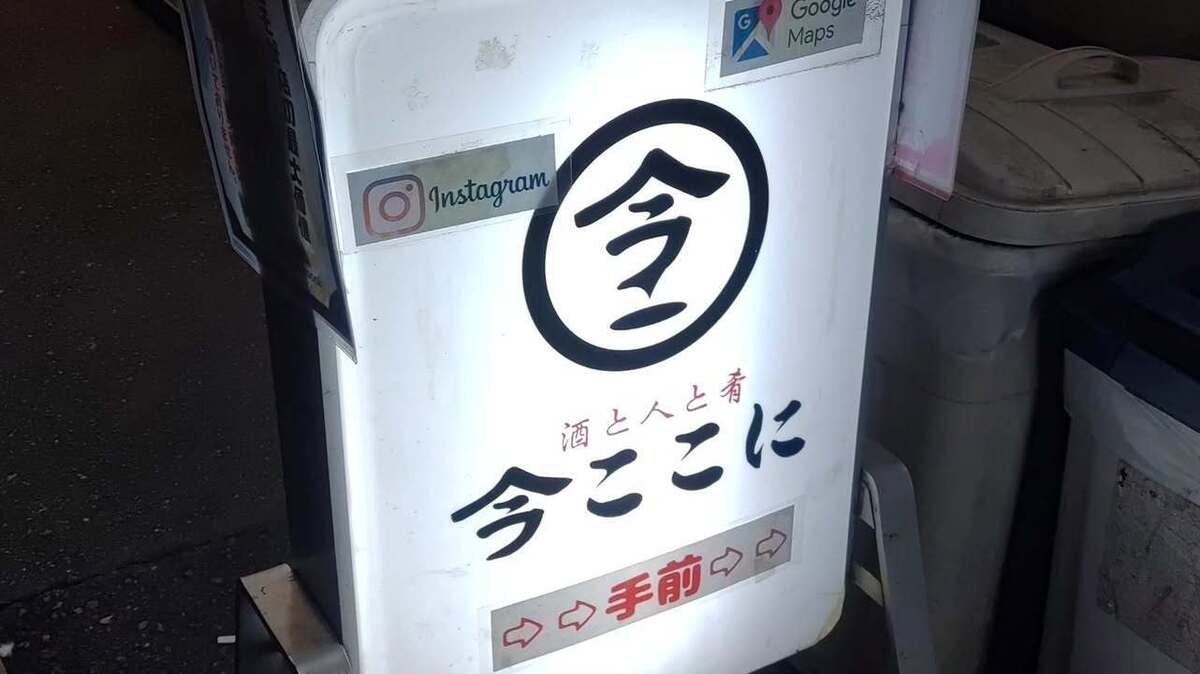 Google
Maps
Instagram
今
酒と人と肴
今ここに
⇨⇨手前⇨⇨